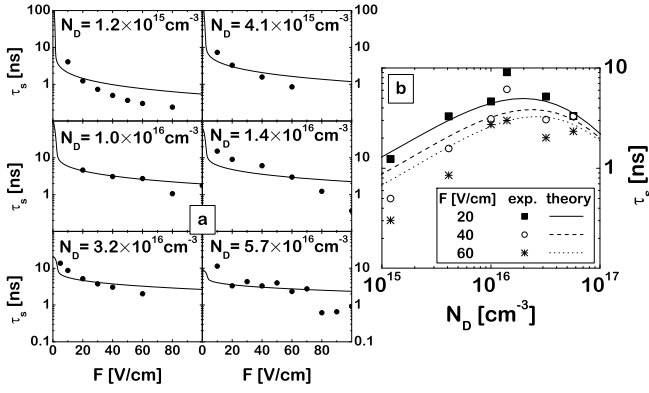 100
10
1
N_D = 1.2×10^15 cm^-3
N_D = 4.1×10^15 cm^-3
100
10
1
τ_s [ns]
10
1
N_D = 1.0×10^16 cm^-3
N_D = 1.4×10^16 cm^-3
10
1
τ_s [ns]
a
10
1
0.1
N_D = 3.2×10^16 cm^-3
N_D = 5.7×10^16 cm^-3
10
1
0.1
τ_s [ns]
0 40 80 0 40 80
F [V/cm]
F [V/cm]
b
10
1
τ_s [ns]
F [V/cm] exp. theory
20
40
60
10^15 10^16 10^17
N_D [cm^-3]